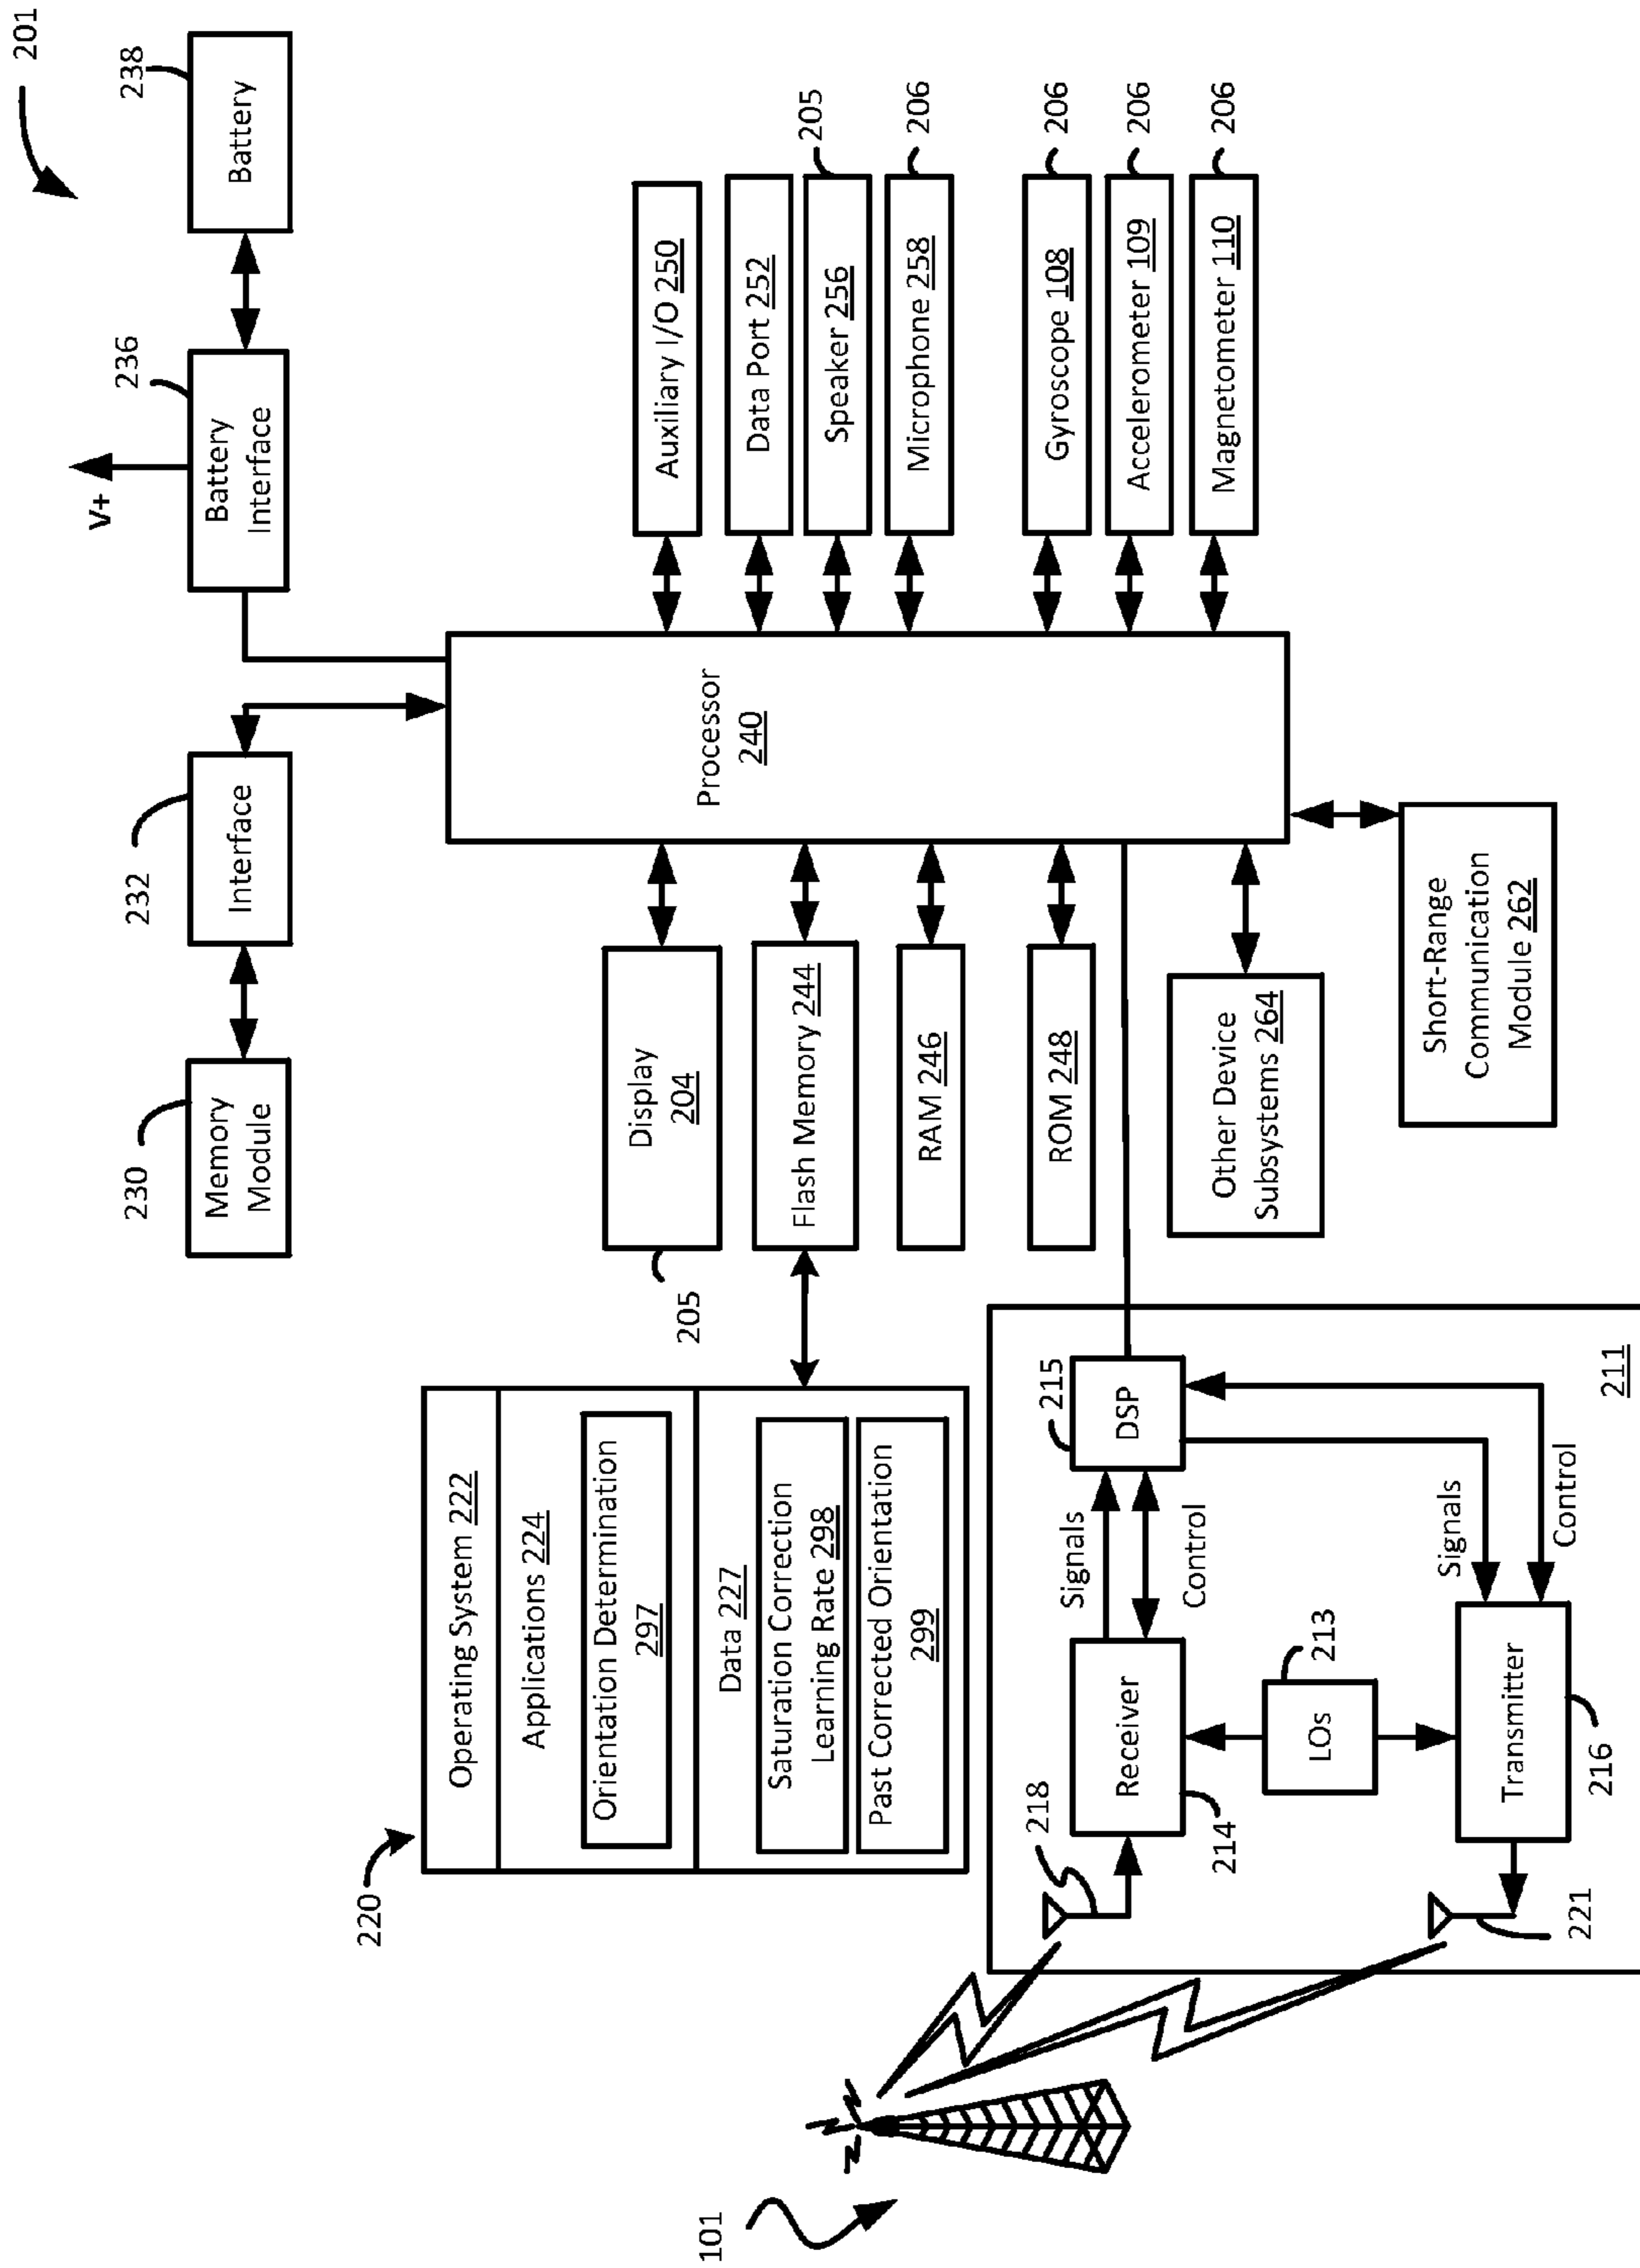 201
238
Battery
236
V+
Battery
Interface
232
Interface
230
Memory
Module
Auxiliary I/O 250
Data Port 252
205
Speaker 256
206
Microphone 258
206
Gyroscope 108
206
Accelerometer 109
206
Magnetometer 110
Processor
240
Display
204
205
Flash Memory 244
RAM 246
ROM 248
Other Device
Subsystems 264
Short-Range
Communication
Module 262
220
Operating System 222
Applications 224
Orientation Determination
297
Data 227
Saturation Correction
Learning Rate 298
Past Corrected Orientation
299
211
215
DSP
Signals
Control
Signals
Control
218
Receiver
214
213
LOs
Transmitter
216
221
101